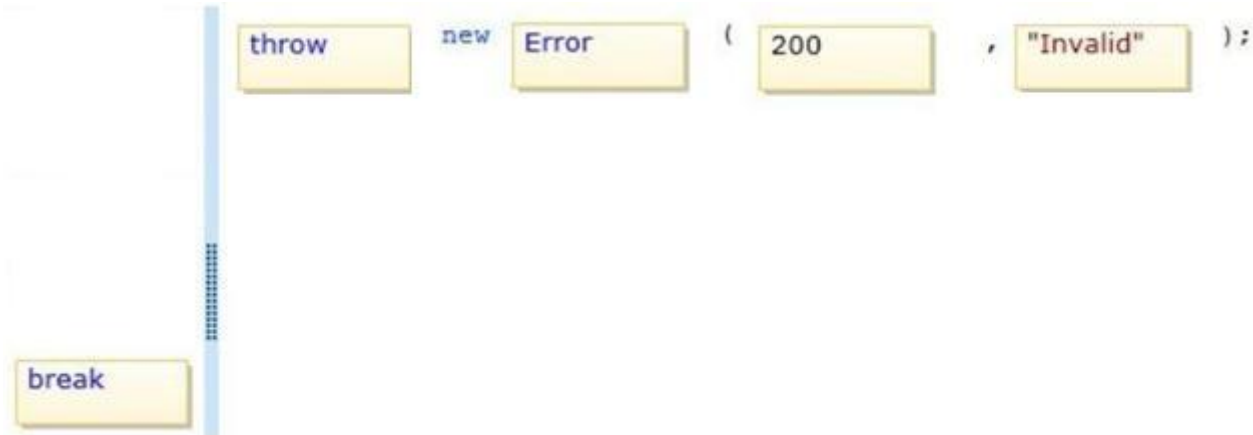 throw new Error ( 200 , "Invalid" );
break